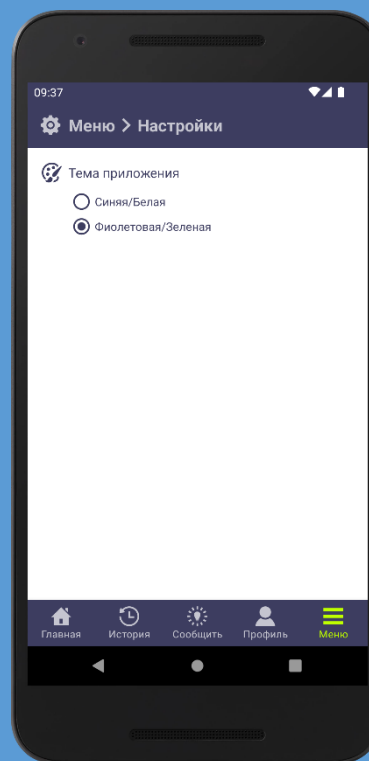 09:37
Меню > Настройки
Тема приложения
Синяя/Белая
Фиолетовая/Зеленая
Главная История Сообщить Профиль Меню